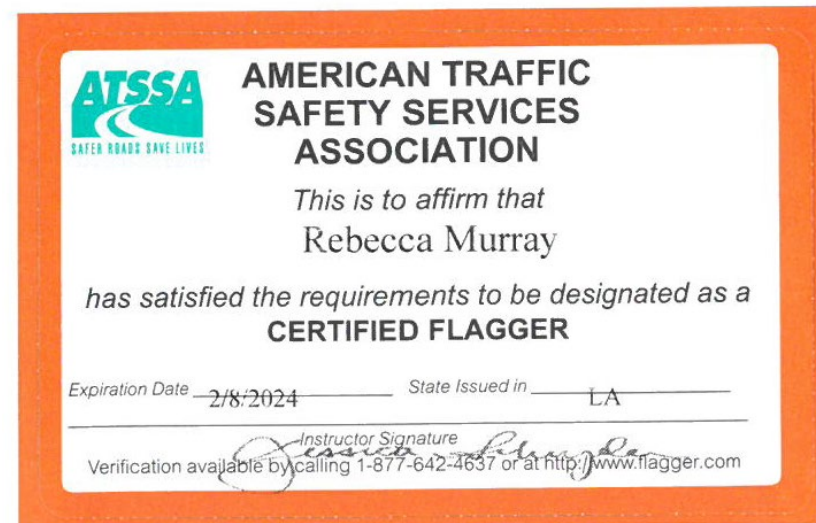 ATSSA
SAFER ROADS SAVE LIVES
AMERICAN TRAFFIC
SAFETY SERVICES
ASSOCIATION
This is to affirm that
Rebecca Murray
has satisfied the requirements to be designated as a
CERTIFIED FLAGGER
Expiration Date 2/8/2024 State Issued in LA
Instructor Signature
Jessica
Verification available by calling 1-877-642-4637 or at http://www.flagger.com